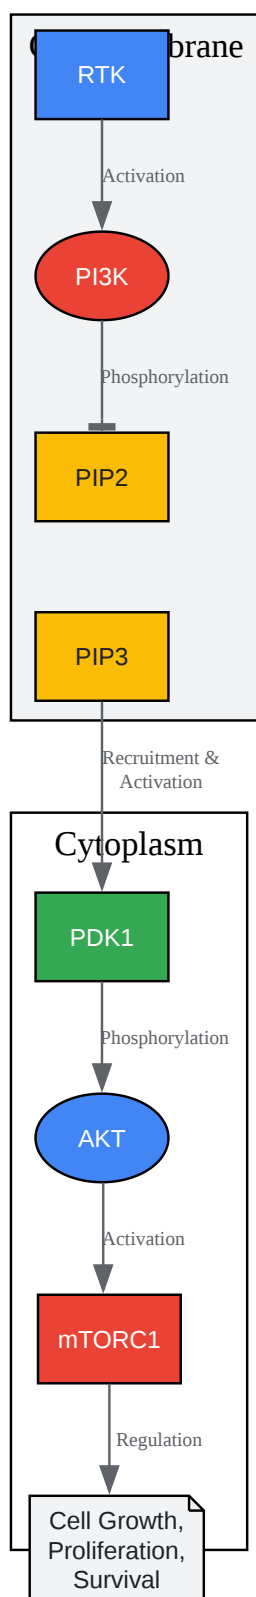 brane
RTK
Activation
PI3K
Phosphorylation
PIP2
PIP3
Recruitment &
Activation
Cytoplasm
PDK1
Phosphorylation
AKT
Activation
mTORC1
Regulation
Cell Growth,
Proliferation,
Survival